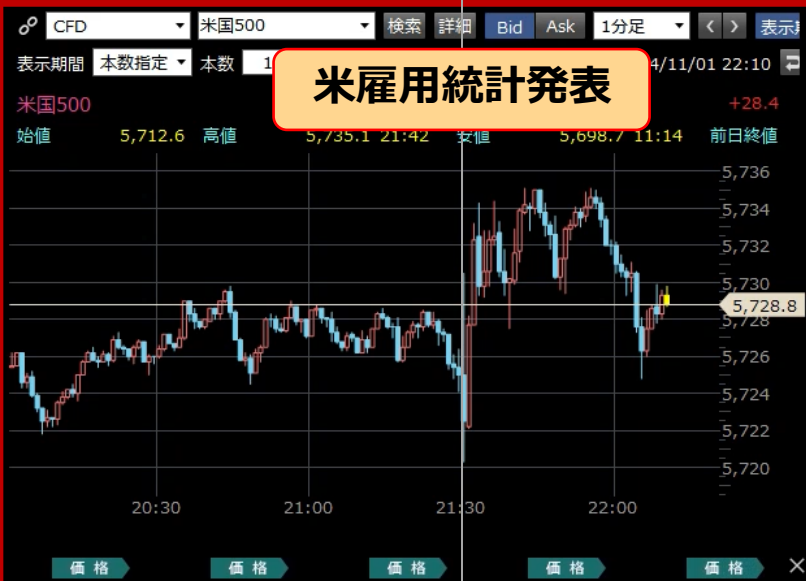 CFD 米国500 検索 詳細 Bid Ask 1分足 表示
表示期間 本数指定 本数 1 4/11/01 22:10
米雇用統計発表
米国500 +28.4
始値 5,712.6 高値 5,735.1 21:42 安値 5,698.7 11:14 前日終値
5,736
5,734
5,732
5,730
5,728.8
5,728
5,726
5,724
5,722
5,720
20:30 21:00 21:30 22:00
価格 価格 価格 価格 価格